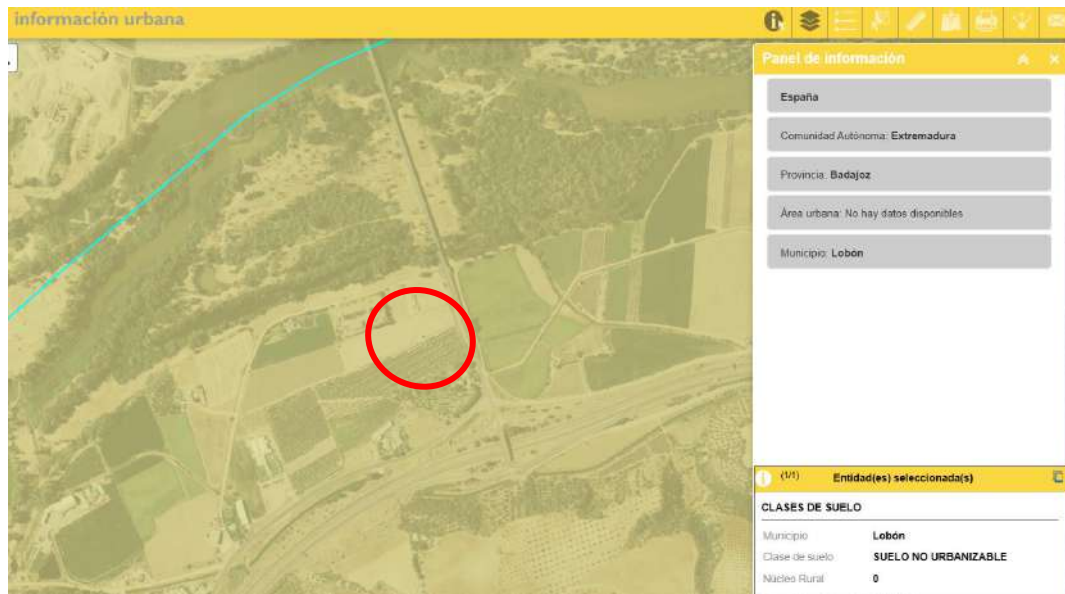 información urbana
Panel de información
España
Comunidad Autónoma: Extremadura
Provincia: Badajoz
Área urbana: No hay datos disponibles
Municipio: Lobón
(1/1) Entidad(es) seleccionada(s)
CLASES DE SUELO
Municipio Lobón
Clase de suelo SUELO NO URBANIZABLE
Núcleo Rural 0